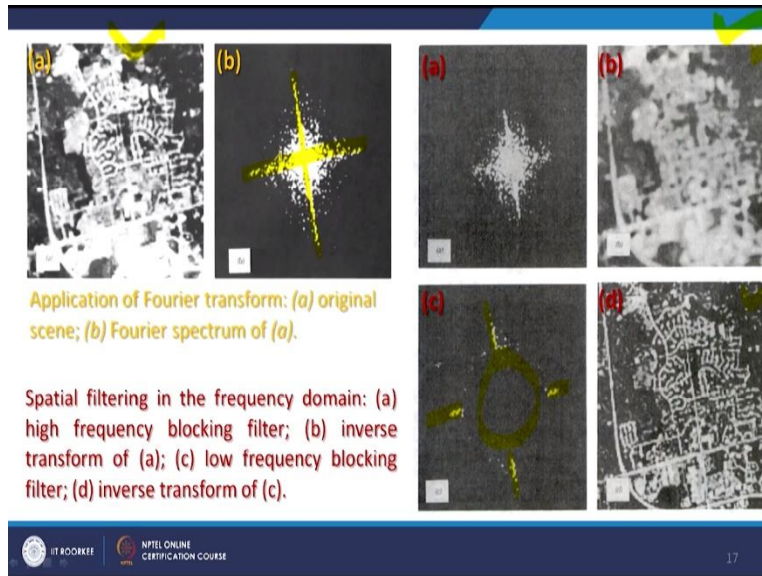 (a)
(b)
Application of Fourier transform: (a) original
scene; (b) Fourier spectrum of (a).
Spatial filtering in the frequency domain: (a)
high frequency blocking filter; (b) inverse
transform of (a); (c) low frequency blocking
filter; (d) inverse transform of (c).
(a)
(b)
(c)
(d)
IIT ROORKEE
NPTEL ONLINE
CERTIFICATION COURSE
17